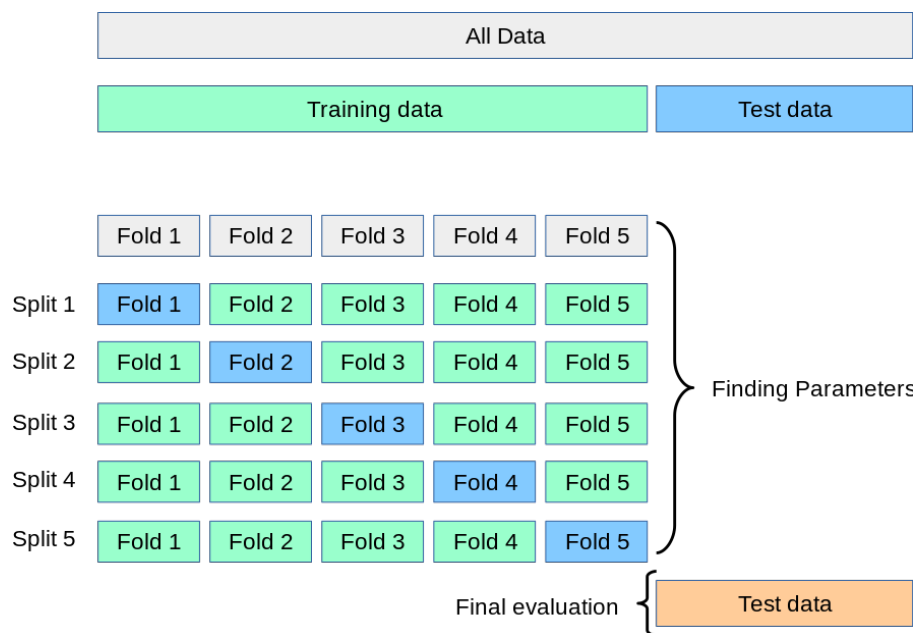 All Data
Training data Test data
Fold 1 Fold 2 Fold 3 Fold 4 Fold 5
Split 1 Fold 1 Fold 2 Fold 3 Fold 4 Fold 5
Split 2 Fold 1 Fold 2 Fold 3 Fold 4 Fold 5
Finding Parameters
Split 3 Fold 1 Fold 2 Fold 3 Fold 4 Fold 5
Split 4 Fold 1 Fold 2 Fold 3 Fold 4 Fold 5
Split 5 Fold 1 Fold 2 Fold 3 Fold 4 Fold 5
Final evaluation Test data